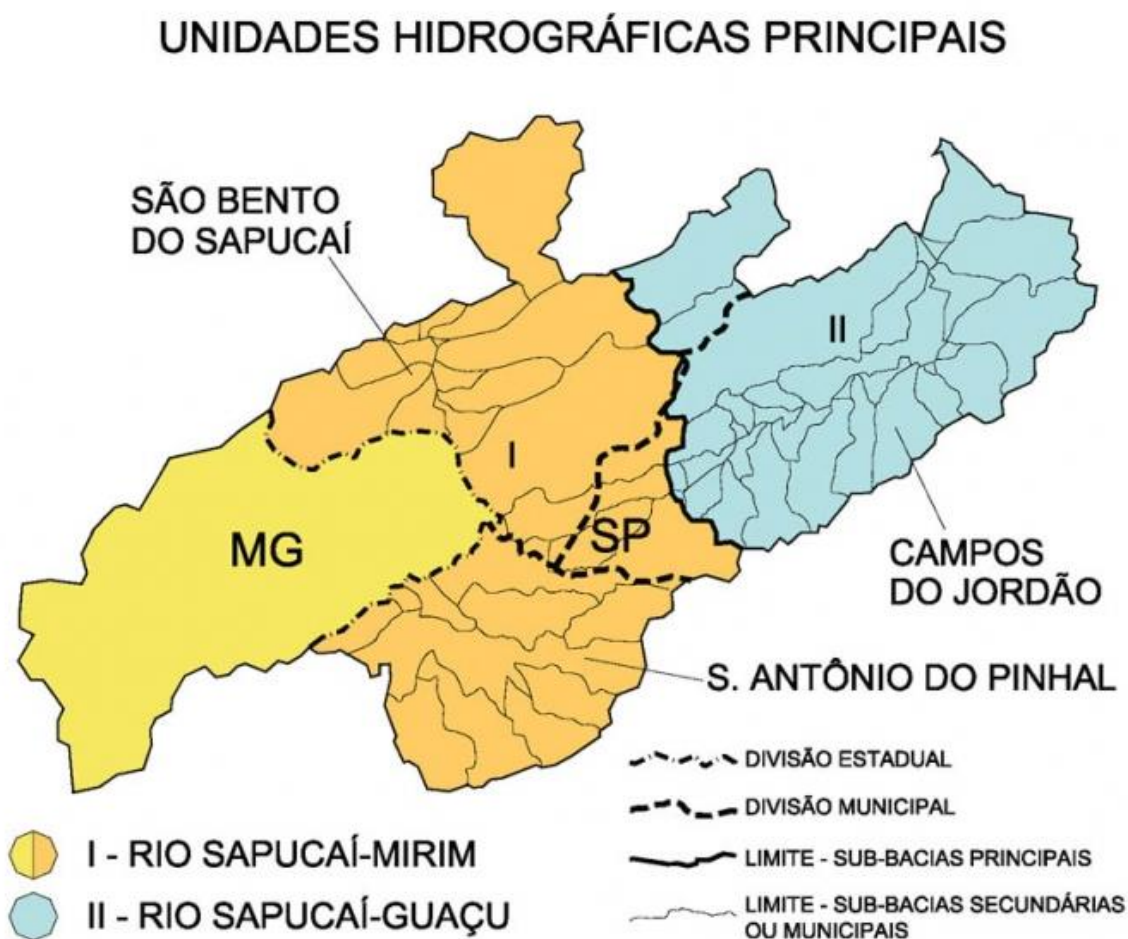 UNIDADES HIDROGRÁFICAS PRINCIPAIS
SÃO BENTO
DO SAPUCAÍ
II
I
MG
SP
CAMPOS
DO JORDÃO
S. ANTÔNIO DO PINHAL
DIVISÃO ESTADUAL
DIVISÃO MUNICIPAL
I - RIO SAPUCAÍ-MIRIM
LIMITE - SUB-BACIAS PRINCIPAIS
II - RIO SAPUCAÍ-GUAÇU
LIMITE - SUB-BACIAS SECUNDÁRIAS
OU MUNICIPAIS